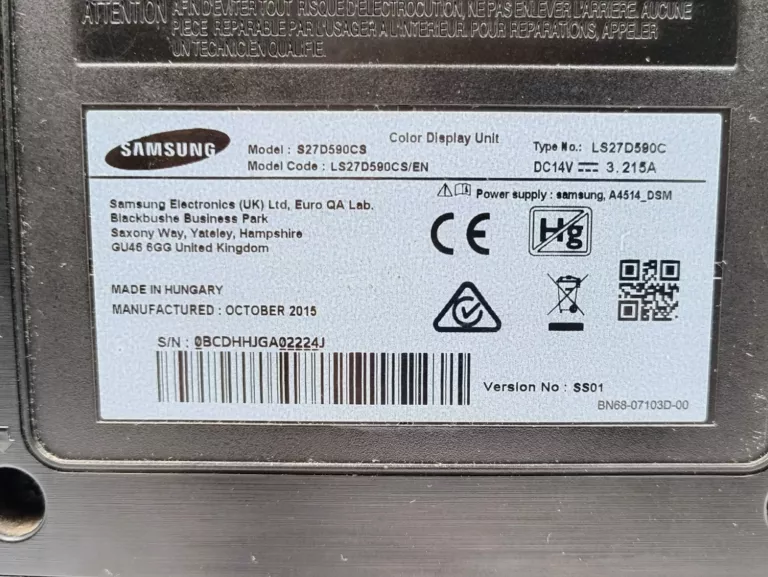 ATTENTION
AFIN D'EVITER TOUT RISQUE D'ELECTROCUTION, NE PAS ENLEVER L'ARRIERE. AUCUNE
PIECE REPARABLE PAR L'USAGER A L'INTERIEUR. POUR REPARATIONS, APPELER
UN TECHNICIEN QUALIFIE.
SAMSUNG
Color Display Unit
Model : S27D590CS
Type No.: LS27D590C
Model Code : LS27D590CS/EN
DC14V ⎓ 3.215A
Power supply : samsung, A4514_DSM
Samsung Electronics (UK) Ltd, Euro QA Lab.
Blackbushe Business Park
Saxony Way, Yateley, Hampshire
GU46 6GG United Kingdom
CE
Hg
MADE IN HUNGARY
MANUFACTURED : OCTOBER 2015
S/N : 0BCDHHJGA02224J
Version No : SS01
BN68-07103D-00